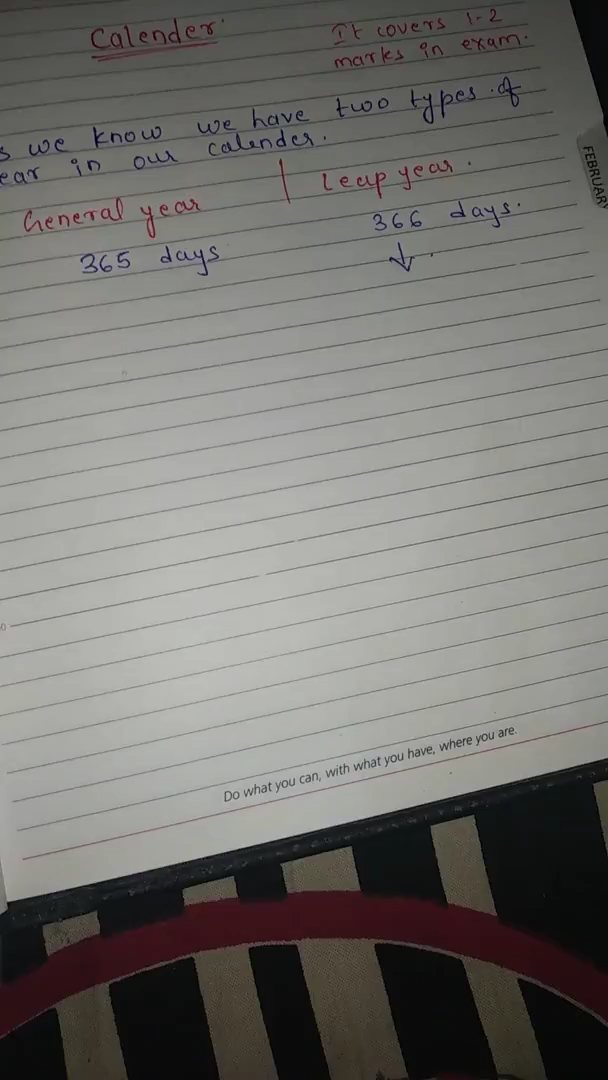 Calender
It covers 1-2
marks in exam.
s we know we have two types of
ear in our calender.
General year | Leap year.
365 days
366 days.
↓
FEBRUARY
Do what you can, with what you have, where you are.